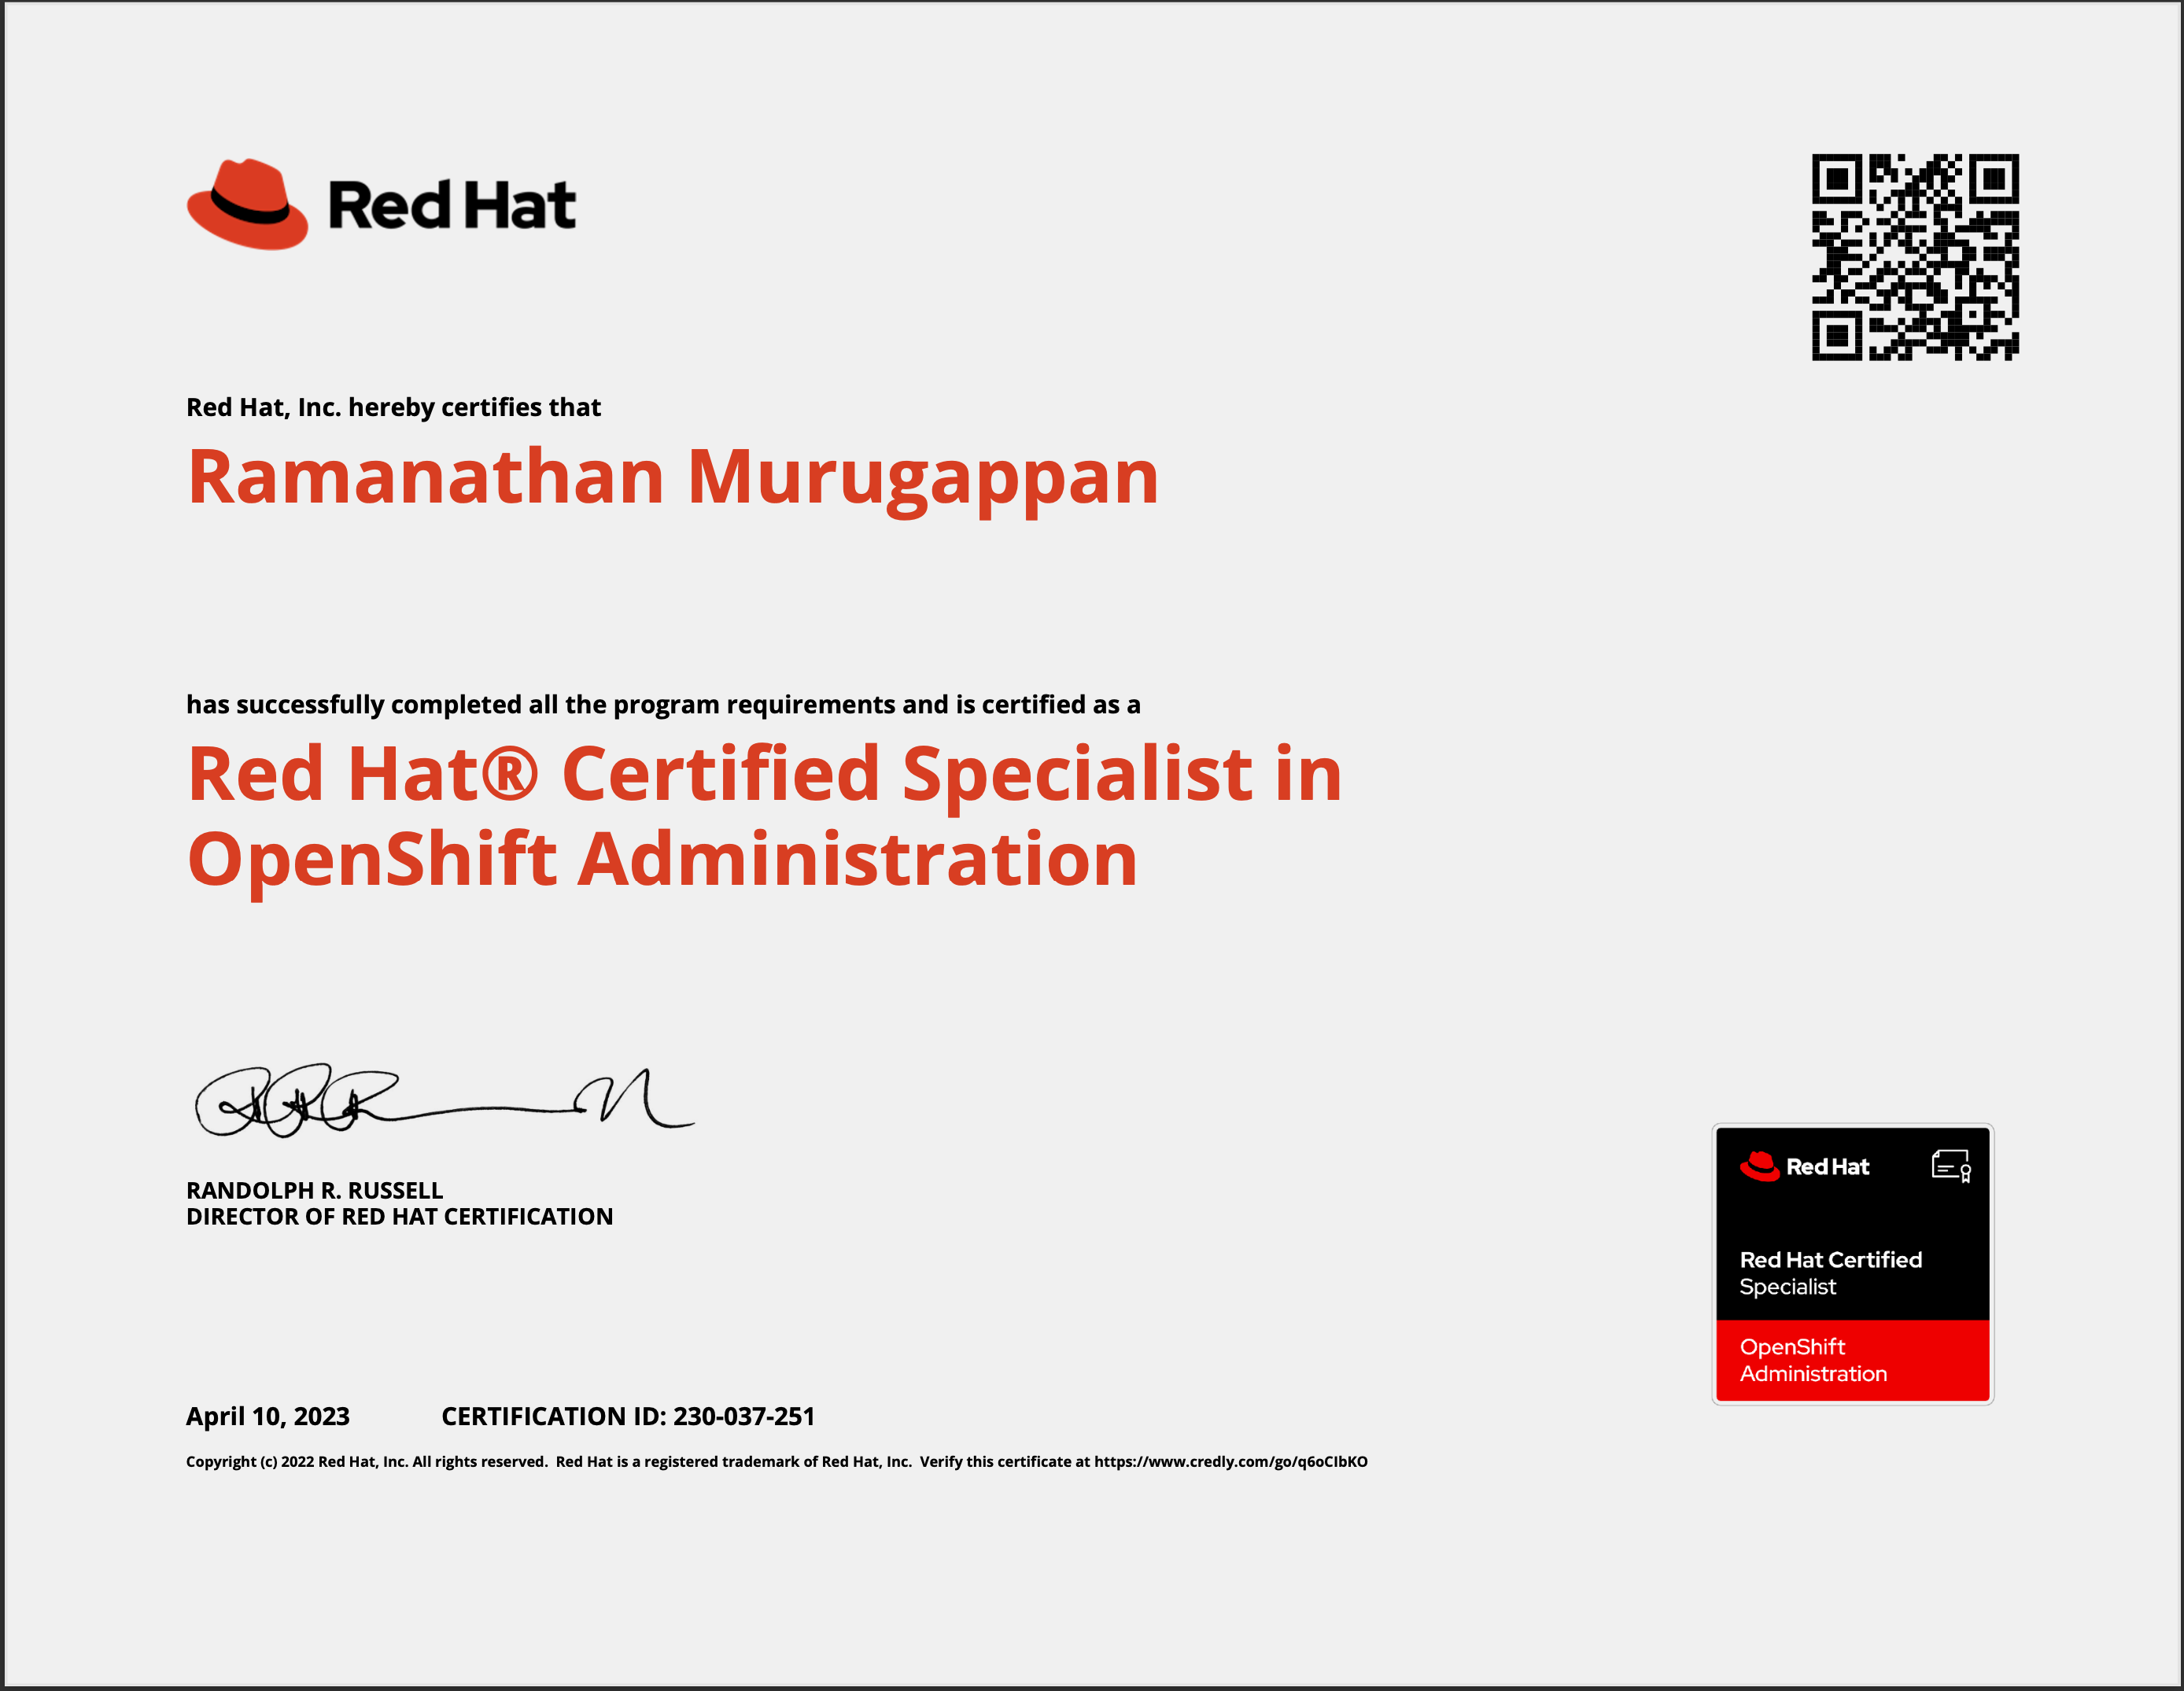 Red Hat
Red Hat, Inc. hereby certifies that
Ramanathan Murugappan
has successfully completed all the program requirements and is certified as a
Red Hat® Certified Specialist in
OpenShift Administration
RANDOLPH R. RUSSELL
DIRECTOR OF RED HAT CERTIFICATION
Red Hat
Red Hat Certified
Specialist
OpenShift
Administration
April 10, 2023 CERTIFICATION ID: 230-037-251
Copyright (c) 2022 Red Hat, Inc. All rights reserved. Red Hat is a registered trademark of Red Hat, Inc. Verify this certificate at https://www.credly.com/go/q6oCIbKO